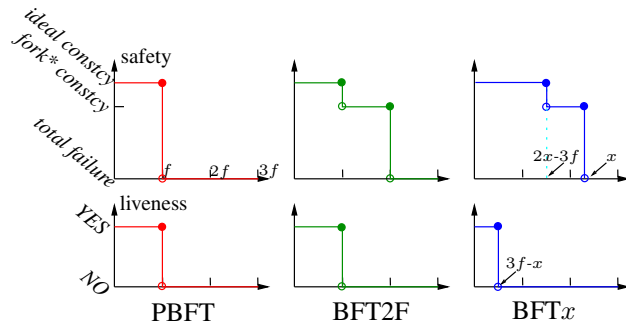 ideal constcy
fork* constcy
total failure
safety
f
2f
3f
2x-3f
x
YES
NO
liveness
3f-x
PBFT
BFT2F
BFTx